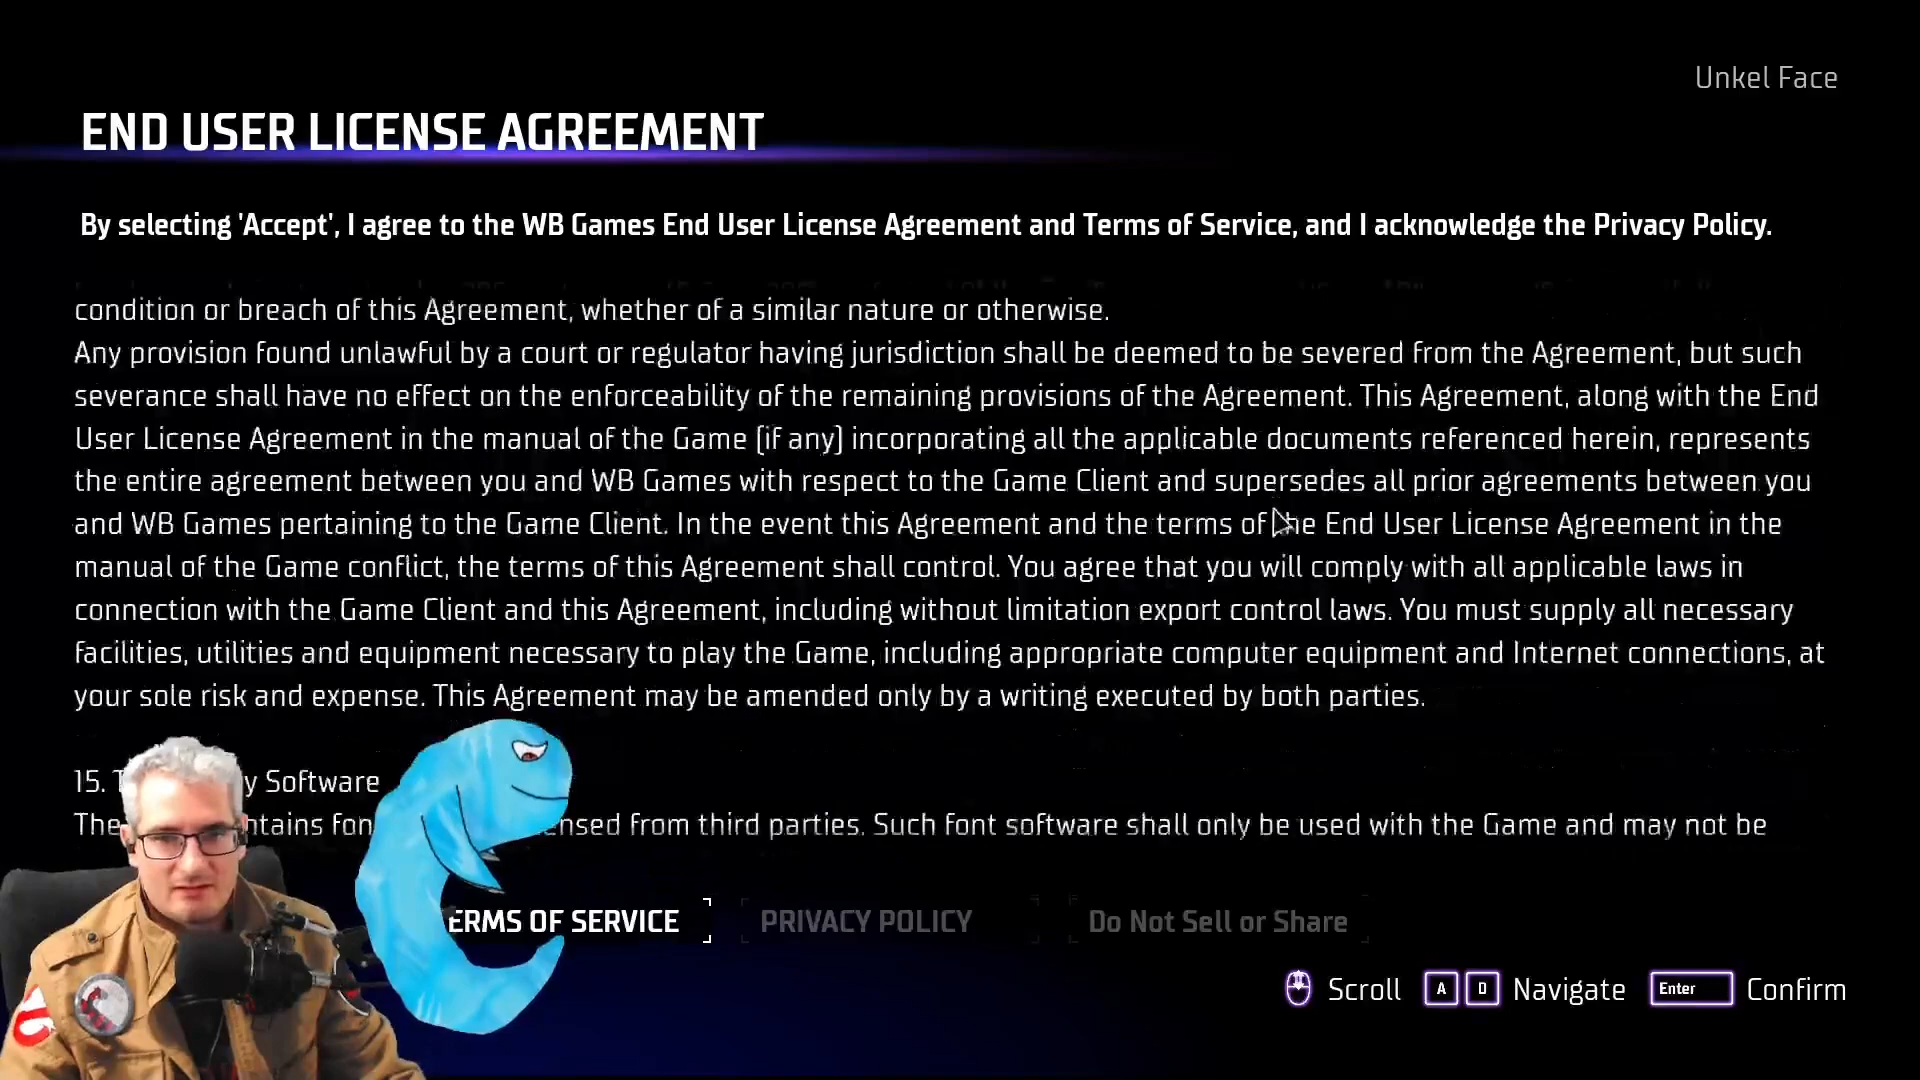 Unkel Face
END USER LICENSE AGREEMENT
By selecting 'Accept', I agree to the WB Games End User License Agreement and Terms of Service, and I acknowledge the Privacy Policy.
condition or breach of this Agreement, whether of a similar nature or otherwise.
Any provision found unlawful by a court or regulator having jurisdiction shall be deemed to be severed from the Agreement, but such
severance shall have no effect on the enforceability of the remaining provisions of the Agreement. This Agreement, along with the End
User License Agreement in the manual of the Game (if any) incorporating all the applicable documents referenced herein, represents
the entire agreement between you and WB Games with respect to the Game Client and supersedes all prior agreements between you
and WB Games pertaining to the Game Client. In the event this Agreement and the terms of the End User License Agreement in the
manual of the Game conflict, the terms of this Agreement shall control. You agree that you will comply with all applicable laws in
connection with the Game Client and this Agreement, including without limitation export control laws. You must supply all necessary
facilities, utilities and equipment necessary to play the Game, including appropriate computer equipment and Internet connections, at
your sole risk and expense. This Agreement may be amended only by a writing executed by both parties.
15. Software
The from third parties. Such font software shall only be used with the Game and may not be
ERMS OF SERVICE PRIVACY POLICY Do Not Sell or Share
Scroll A D Navigate Enter Confirm